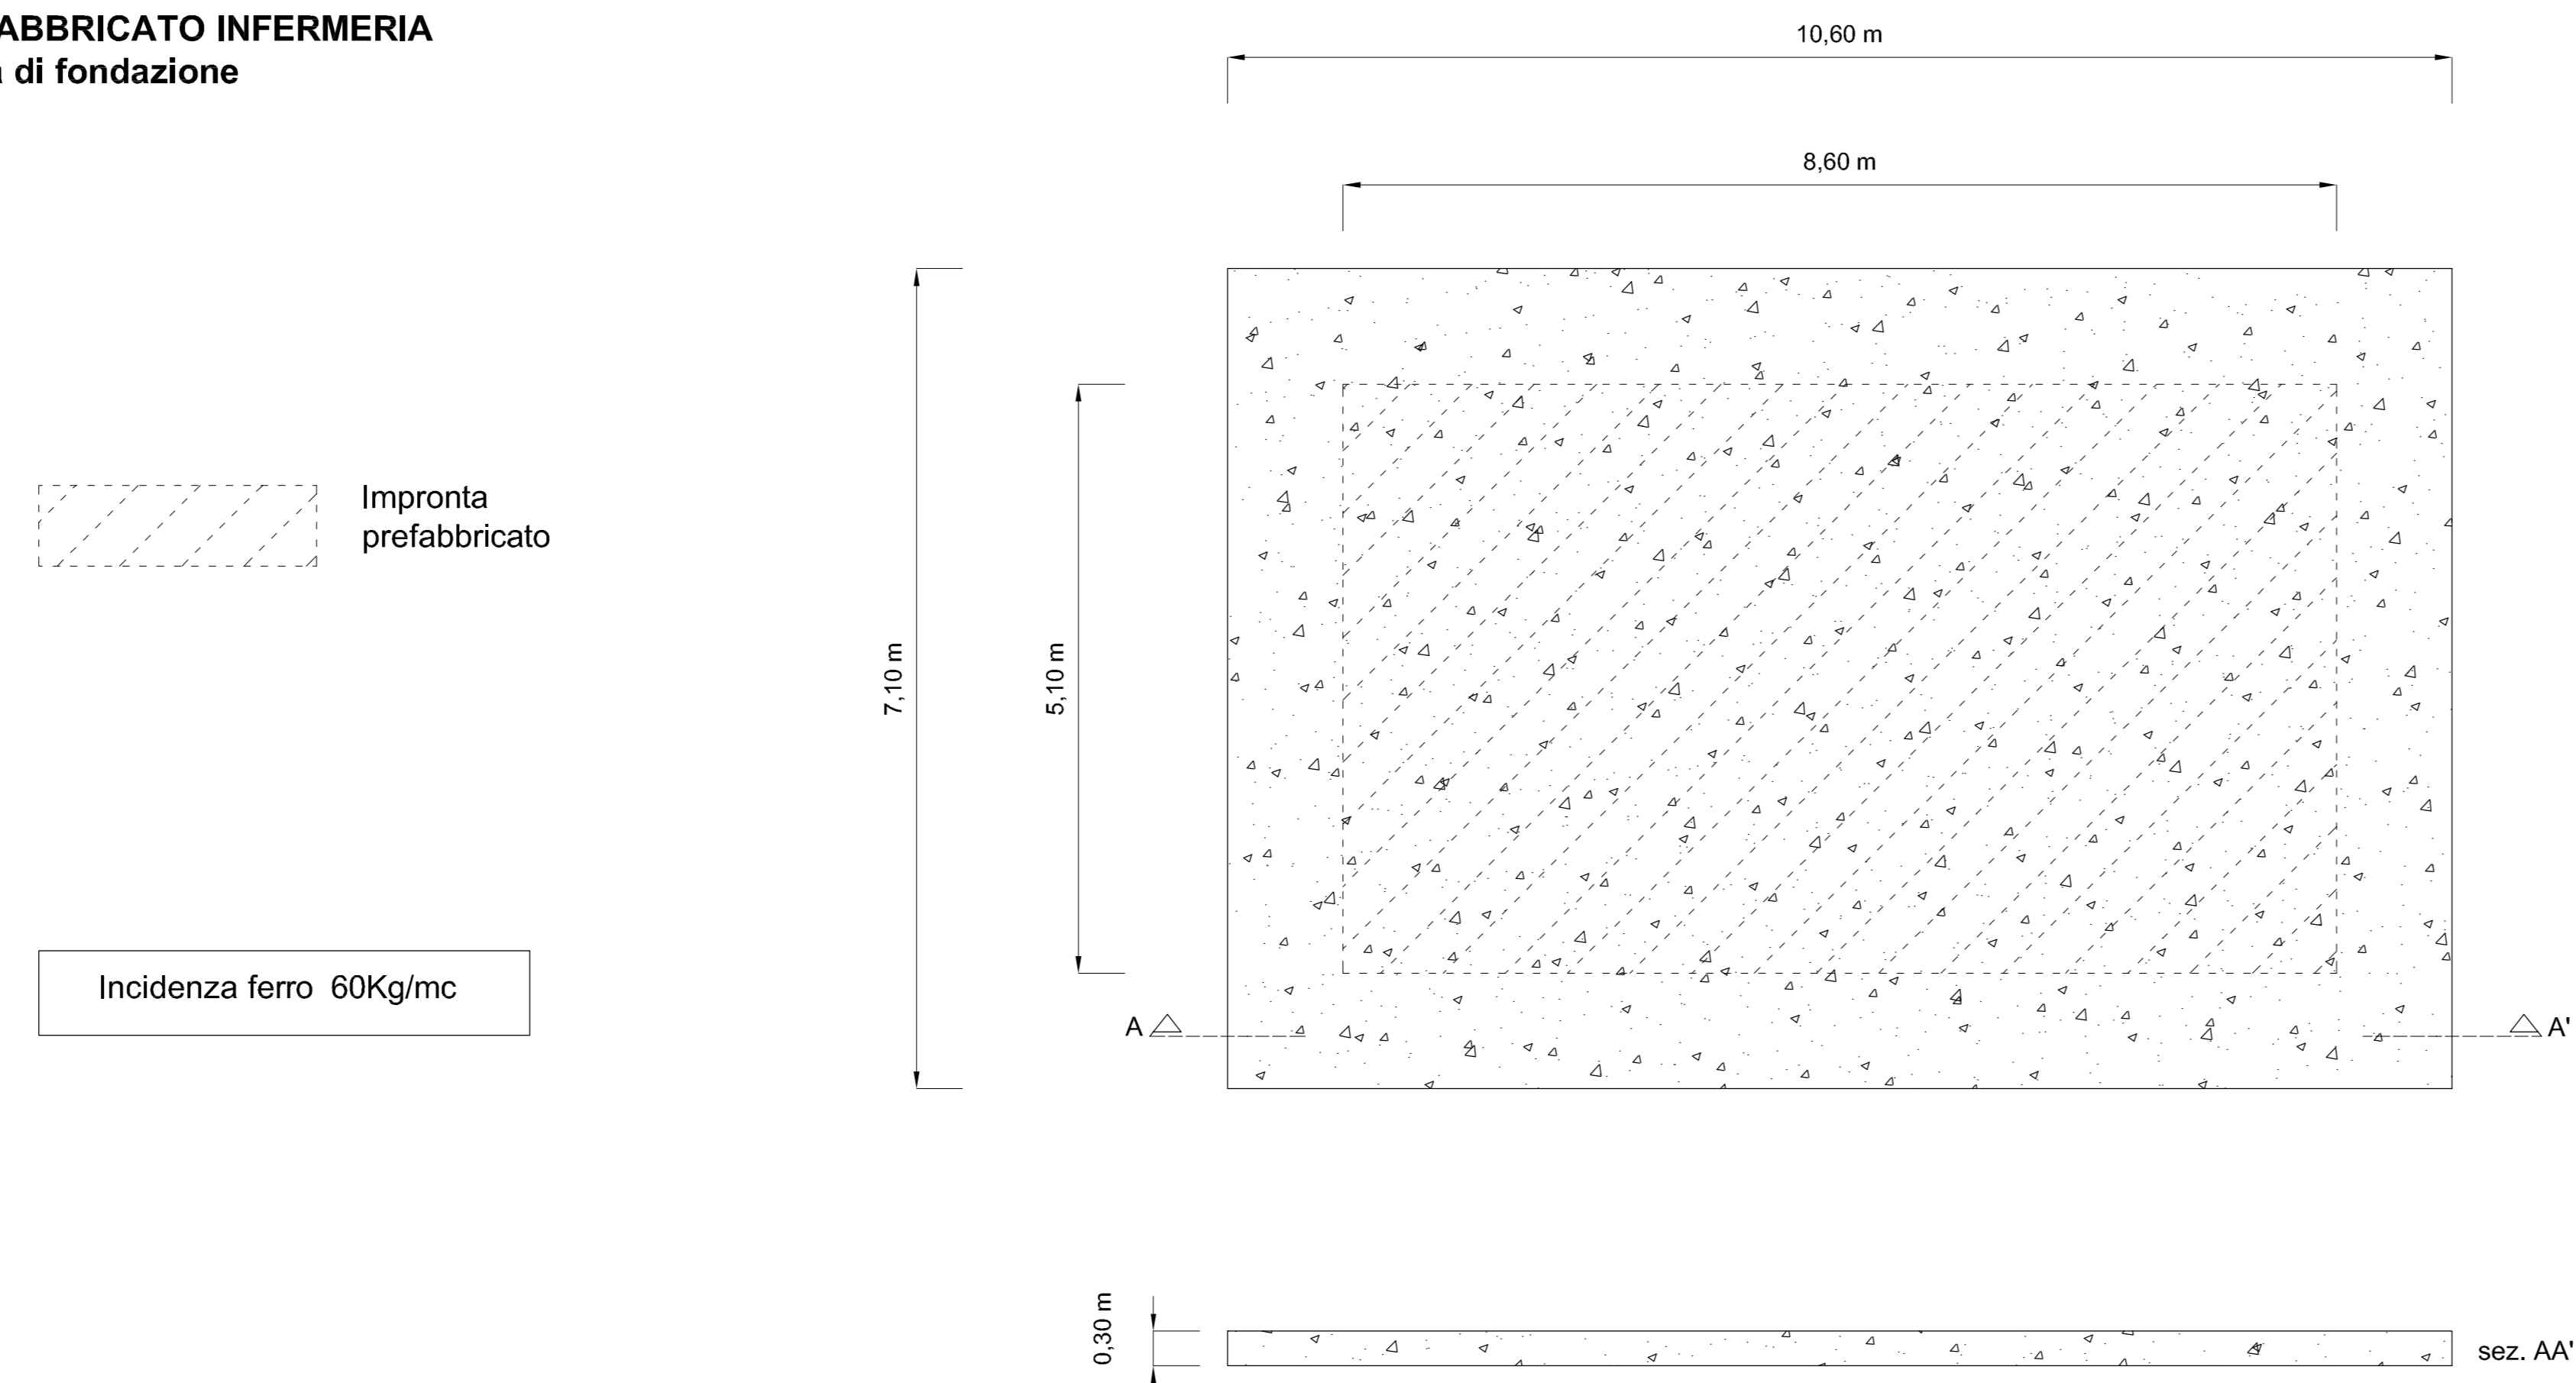 ABBRICATO INFERMERIA
di fondazione
10,60 m
8,60 m
Impronta
prefabbricato
7,10 m
5,10 m
Incidenza ferro 60Kg/mc
A
A'
0,30 m
sez. AA'